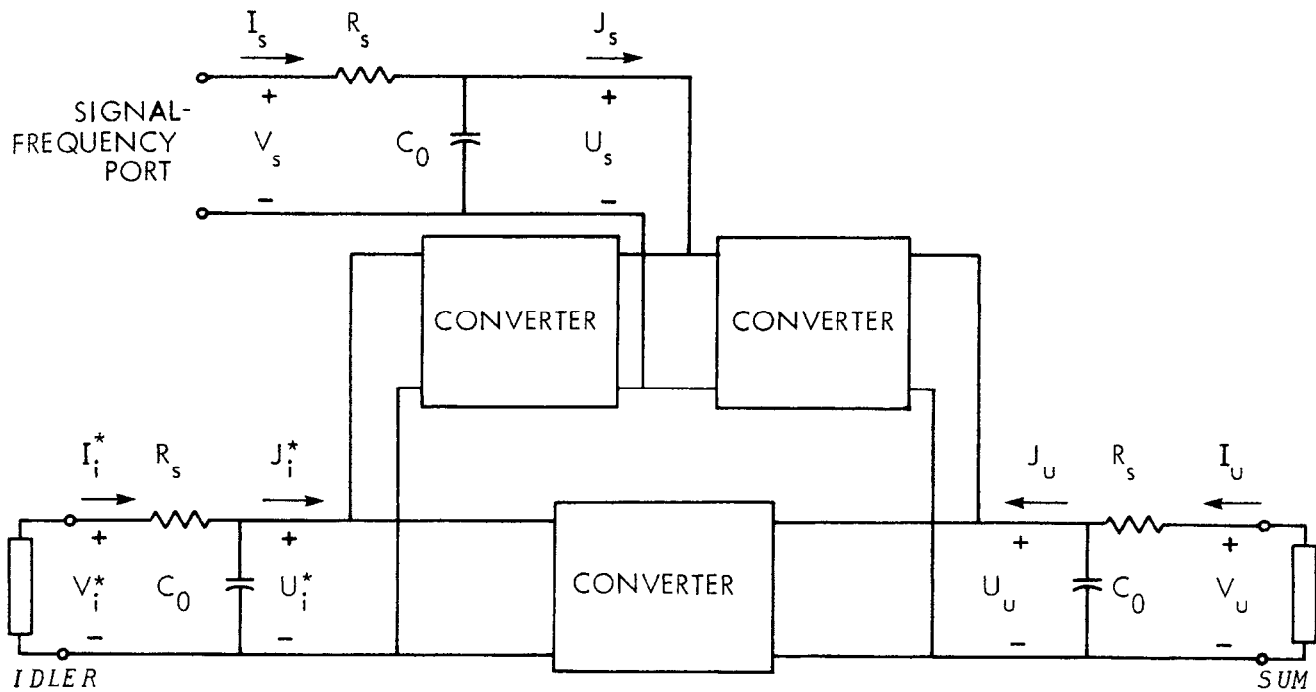 I_s R_s J_s
SIGNAL-
FREQUENCY
PORT
+ +
V_s C_0 U_s
- -
CONVERTER CONVERTER
I_i^* R_s J_i^* J_u R_s I_u
+ + + +
V_i^* C_0 U_i^* CONVERTER U_u C_0 V_u
- - - -
IDLER SUM